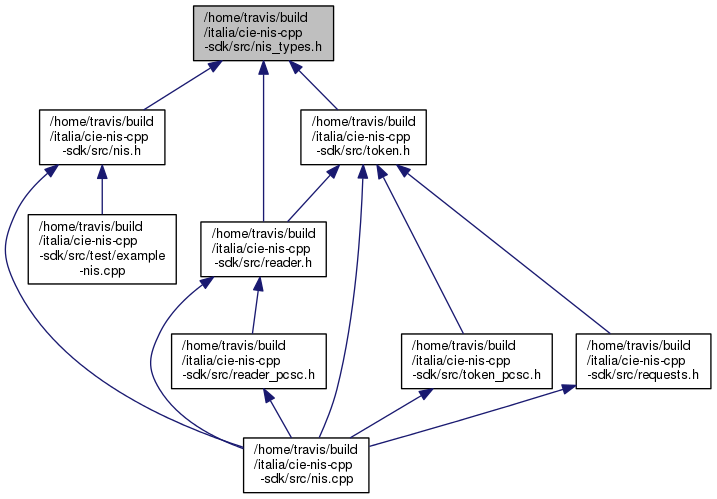 /home/travis/build
/italia/cie-nis-cpp
-sdk/src/nis_types.h
/home/travis/build
/italia/cie-nis-cpp
-sdk/src/nis.h
/home/travis/build
/italia/cie-nis-cpp
-sdk/src/token.h
/home/travis/build
/italia/cie-nis-cpp
-sdk/src/test/example
-nis.cpp
/home/travis/build
/italia/cie-nis-cpp
-sdk/src/reader.h
/home/travis/build
/italia/cie-nis-cpp
-sdk/src/reader_pcsc.h
/home/travis/build
/italia/cie-nis-cpp
-sdk/src/token_pcsc.h
/home/travis/build
/italia/cie-nis-cpp
-sdk/src/requests.h
/home/travis/build
/italia/cie-nis-cpp
-sdk/src/nis.cpp